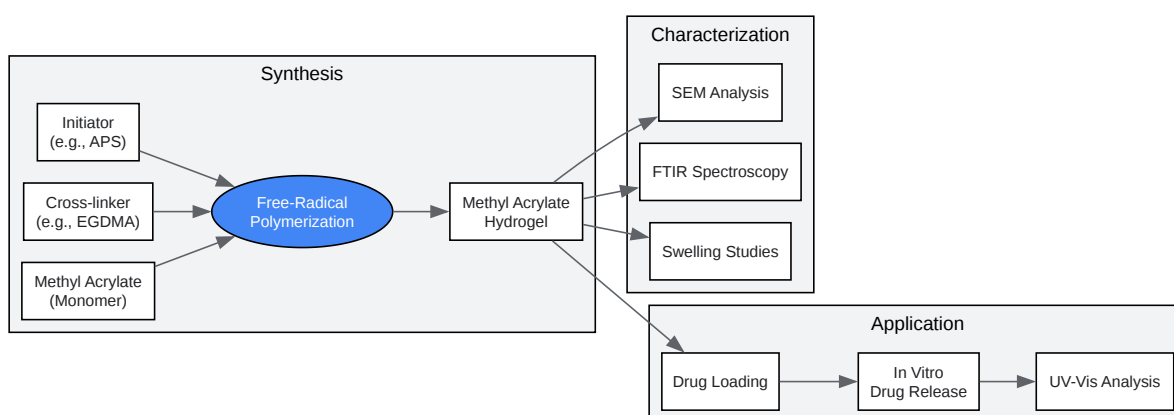 Synthesis
Initiator
(e.g., APS)
Cross-linker
(e.g., EGDMA)
Methyl Acrylate
(Monomer)
Free-Radical
Polymerization
Methyl Acrylate
Hydrogel
Characterization
SEM Analysis
FTIR Spectroscopy
Swelling Studies
Application
Drug Loading
In Vitro
Drug Release
UV-Vis Analysis